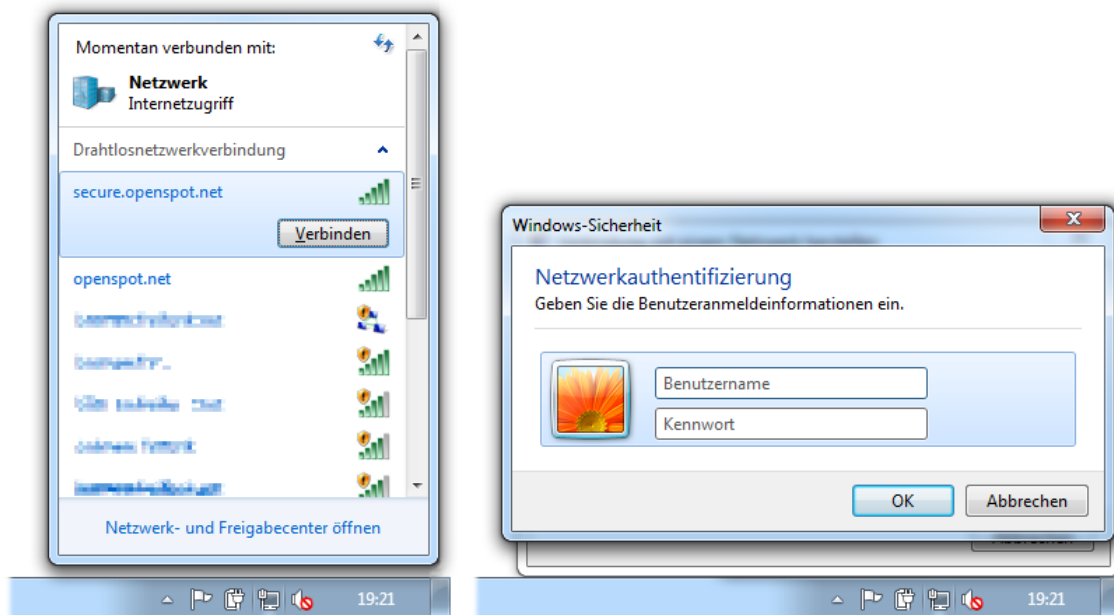 Momentan verbunden mit:
Netzwerk
Internetzugriff
Drahtlosnetzwerkverbindung
secure.openspot.net
Verbinden
openspot.net
Netzwerk- und Freigabecenter öffnen
19:21
Windows-Sicherheit
Netzwerkauthentifizierung
Geben Sie die Benutzeranmeldeinformationen ein.
Benutzername
Kennwort
OK
Abbrechen
19:21